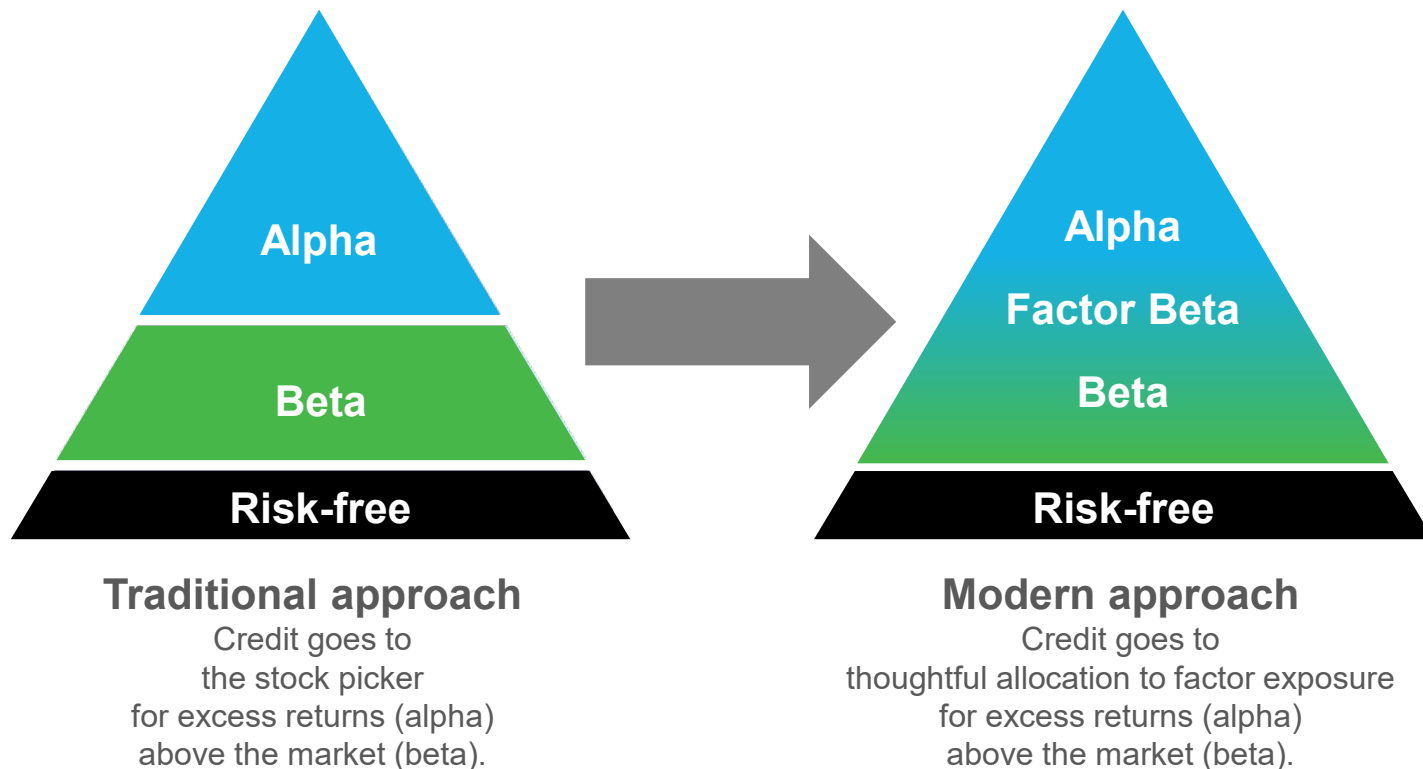 Alpha
Beta
Risk-free
Traditional approach
Credit goes to
the stock picker
for excess returns (alpha)
above the market (beta).
Alpha
Factor Beta
Beta
Risk-free
Modern approach
Credit goes to
thoughtful allocation to factor exposure
for excess returns (alpha)
above the market (beta).